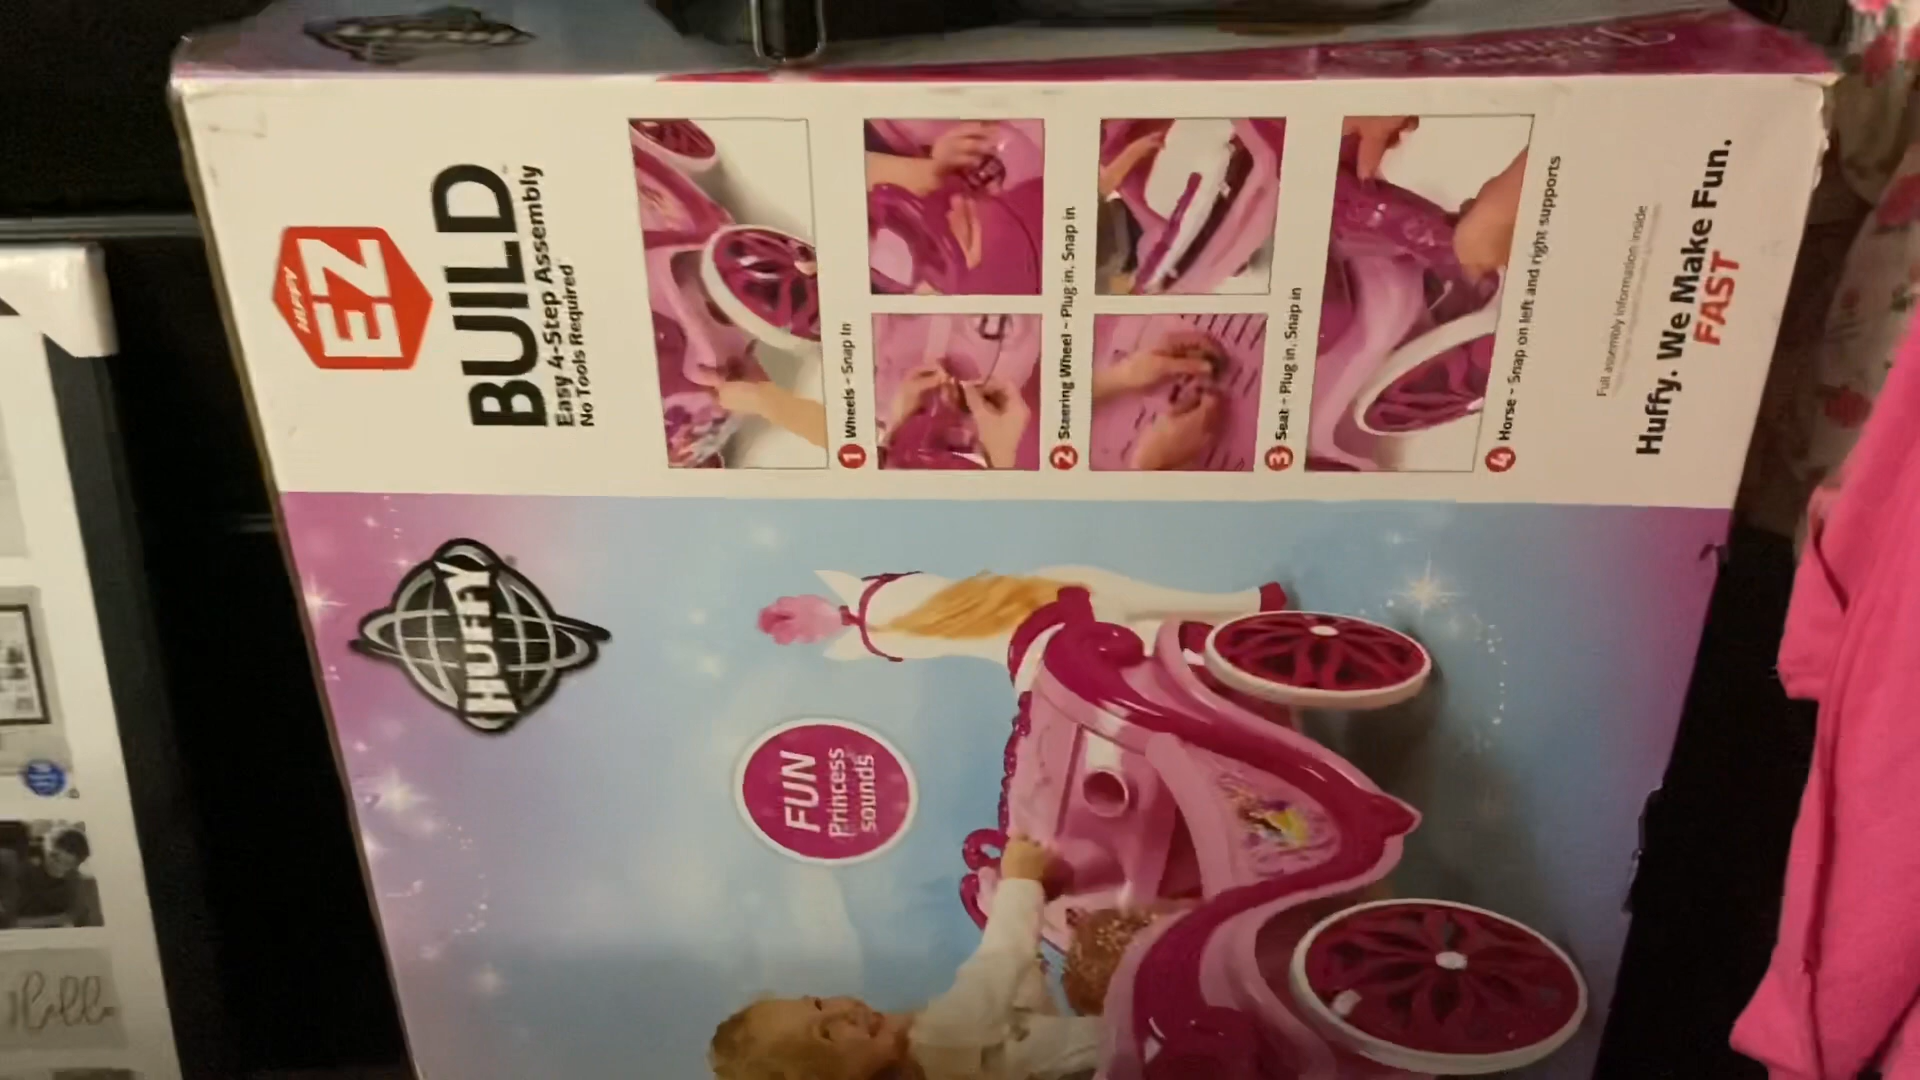 HUFFY
EZ
BUILD
Easy 4-Step Assembly
No Tools Required
1 Wheels - Snap In
2 Steering Wheel - Plug in, Snap in
3 Seat - Plug in, Snap in
4 Horse - Snap on left and right supports
Full assembly information inside
Huffy. We Make Fun.
FAST
HUFFY
FUN
Princess
sounds
Hello